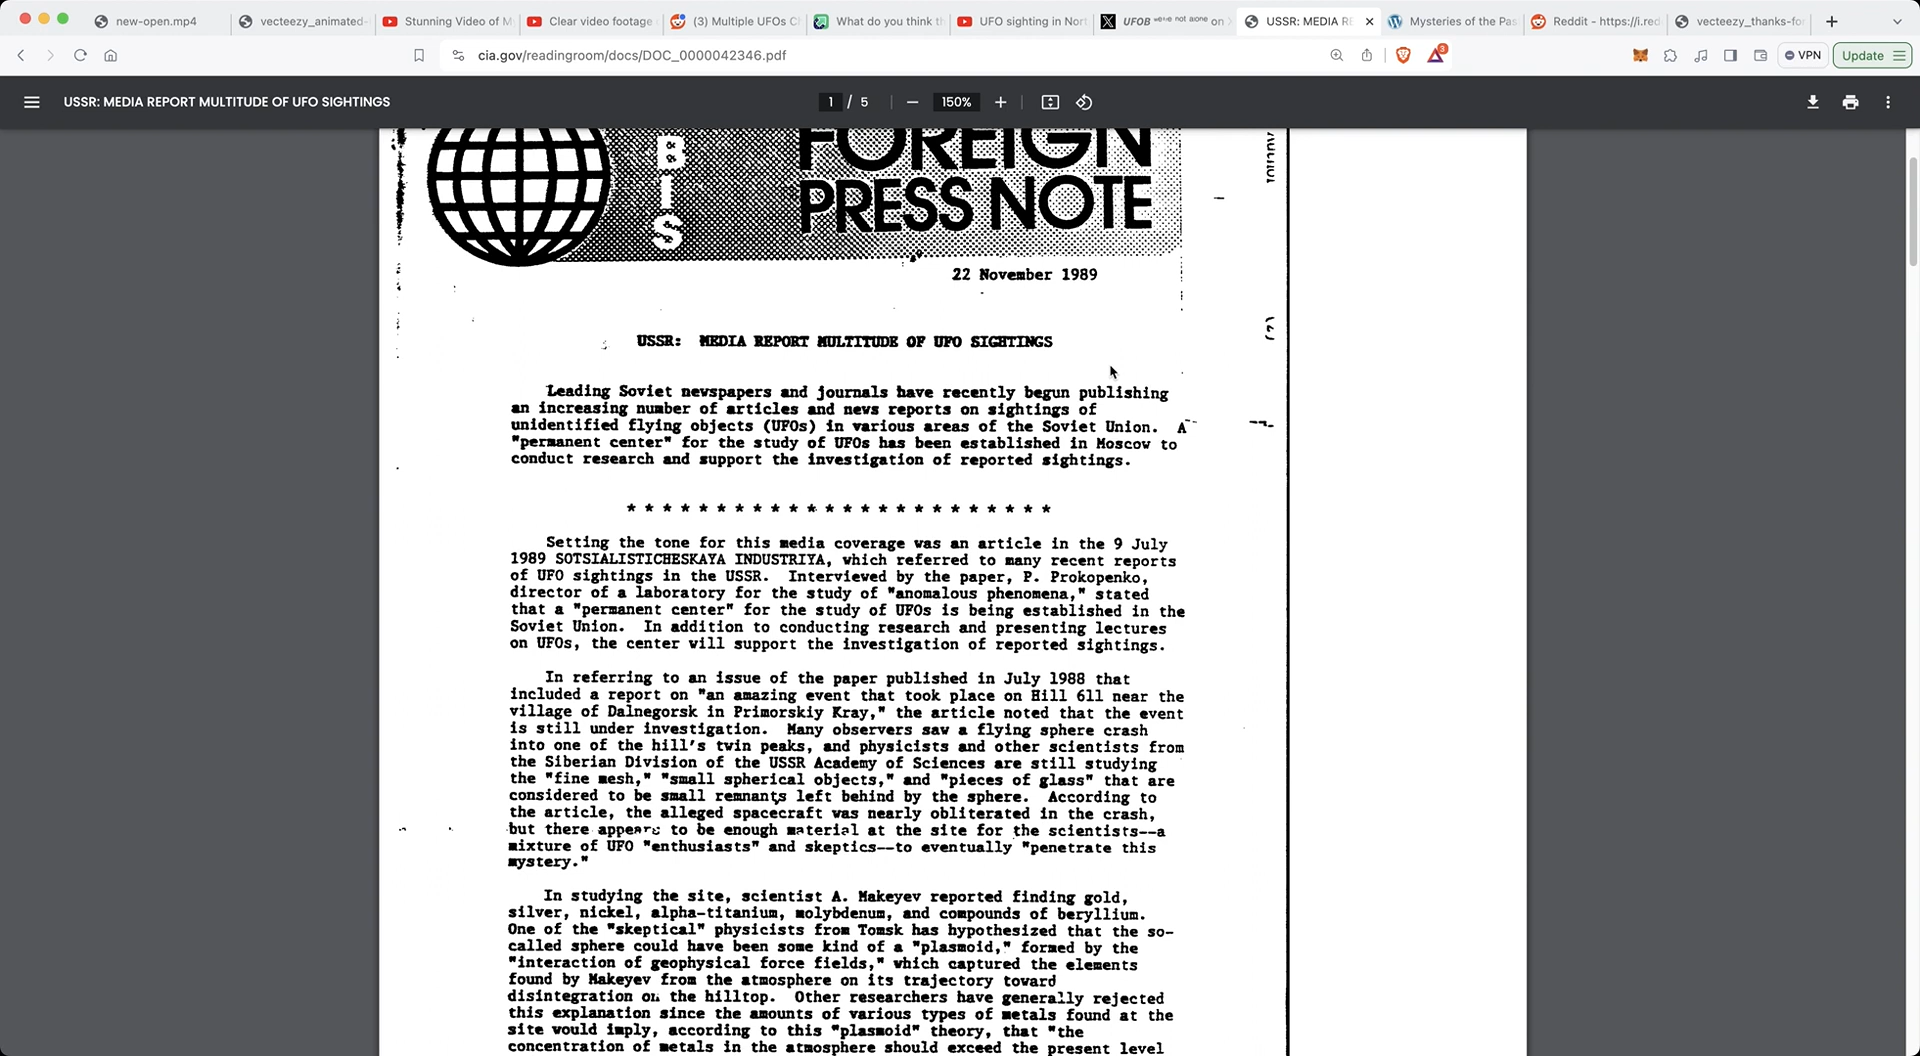 new-open.mp4
vecteezy_animated-
Stunning Video of M
Clear video footage
(3) Multiple UFOs C
What do you think th
UFO sighting in Nort
UFOB we're not alone on X
USSR: MEDIA RE
Mysteries of the Pas
Reddit - https://i.red
vecteezy_thanks-for
cia.gov/readingroom/docs/DOC_0000042346.pdf
3
VPN
Update
USSR: MEDIA REPORT MULTITUDE OF UFO SIGHTINGS
1 / 5
150%
BIS
FOREIGN
PRESS NOTE
22 November 1989
USSR: MEDIA REPORT MULTITUDE OF UFO SIGHTINGS
Leading Soviet newspapers and journals have recently begun publishing
an increasing number of articles and news reports on sightings of
unidentified flying objects (UFOs) in various areas of the Soviet Union. A
"permanent center" for the study of UFOs has been established in Moscow to
conduct research and support the investigation of reported sightings.
* * * * * * * * * * * * * * * * * * * * * * * *
Setting the tone for this media coverage was an article in the 9 July
1989 SOTSIALISTICHESKAYA INDUSTRIYA, which referred to many recent reports
of UFO sightings in the USSR. Interviewed by the paper, P. Prokopenko,
director of a laboratory for the study of "anomalous phenomena," stated
that a "permanent center" for the study of UFOs is being established in the
Soviet Union. In addition to conducting research and presenting lectures
on UFOs, the center will support the investigation of reported sightings.
In referring to an issue of the paper published in July 1988 that
included a report on "an amazing event that took place on Hill 611 near the
village of Dalnegorsk in Primorskiy Kray," the article noted that the event
is still under investigation. Many observers saw a flying sphere crash
into one of the hill's twin peaks, and physicists and other scientists from
the Siberian Division of the USSR Academy of Sciences are still studying
the "fine mesh," "small spherical objects," and "pieces of glass" that are
considered to be small remnants left behind by the sphere. According to
the article, the alleged spacecraft was nearly obliterated in the crash,
but there appears to be enough material at the site for the scientists--a
mixture of UFO "enthusiasts" and skeptics--to eventually "penetrate this
mystery."
In studying the site, scientist A. Makeyev reported finding gold,
silver, nickel, alpha-titanium, molybdenum, and compounds of beryllium.
One of the "skeptical" physicists from Tomsk has hypothesized that the so-
called sphere could have been some kind of a "plasmoid," formed by the
"interaction of geophysical force fields," which captured the elements
found by Makeyev from the atmosphere on its trajectory toward
disintegration on the hilltop. Other researchers have generally rejected
this explanation since the amounts of various types of metals found at the
site would imply, according to this "plasmoid" theory, that "the
concentration of metals in the atmosphere should exceed the present level